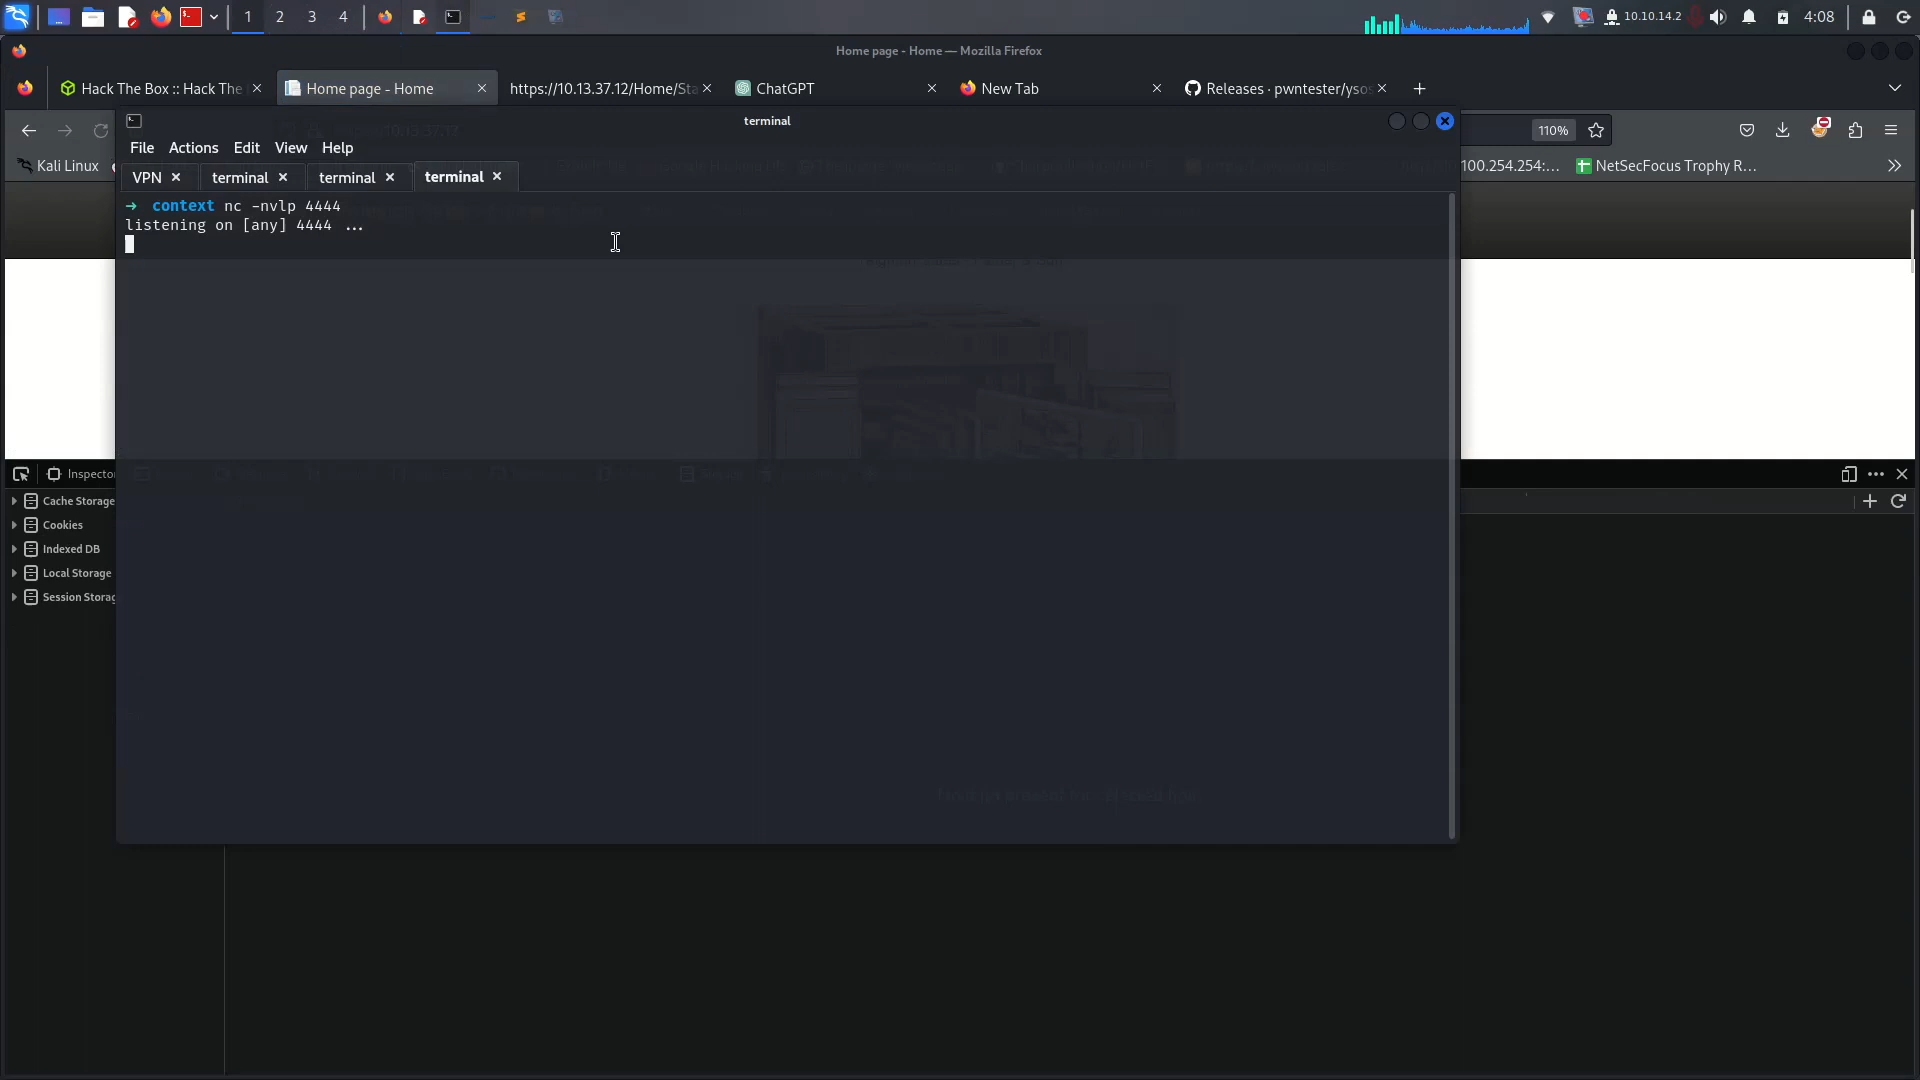 1 2 3 4 10.10.14.2 4:08
Home page - Home — Mozilla Firefox
Hack The Box :: Hack The Home page - Home https://10.13.37.12/Home/Sta ChatGPT New Tab Releases · pwntester/ysos
terminal
110%
File Actions Edit View Help
Kali Linux 100.254.254:... NetSecFocus Trophy R...
VPN terminal terminal terminal
→ context nc -nvlp 4444
listening on [any] 4444 ...
Inspector
Cache Storage
Cookies
Indexed DB
Local Storage
Session Storag